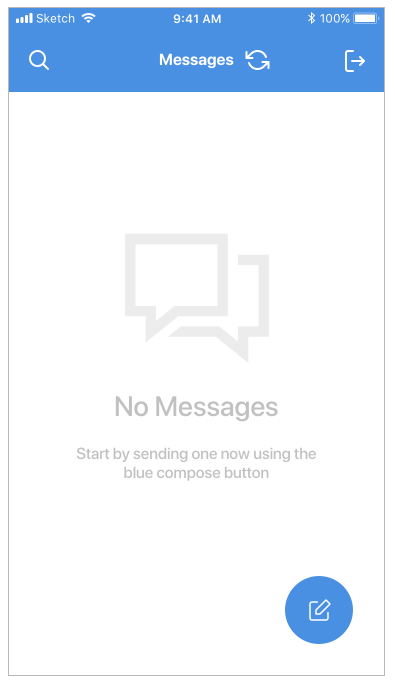 Sketch 9:41 AM 100%
Messages
No Messages
Start by sending one now using the
blue compose button